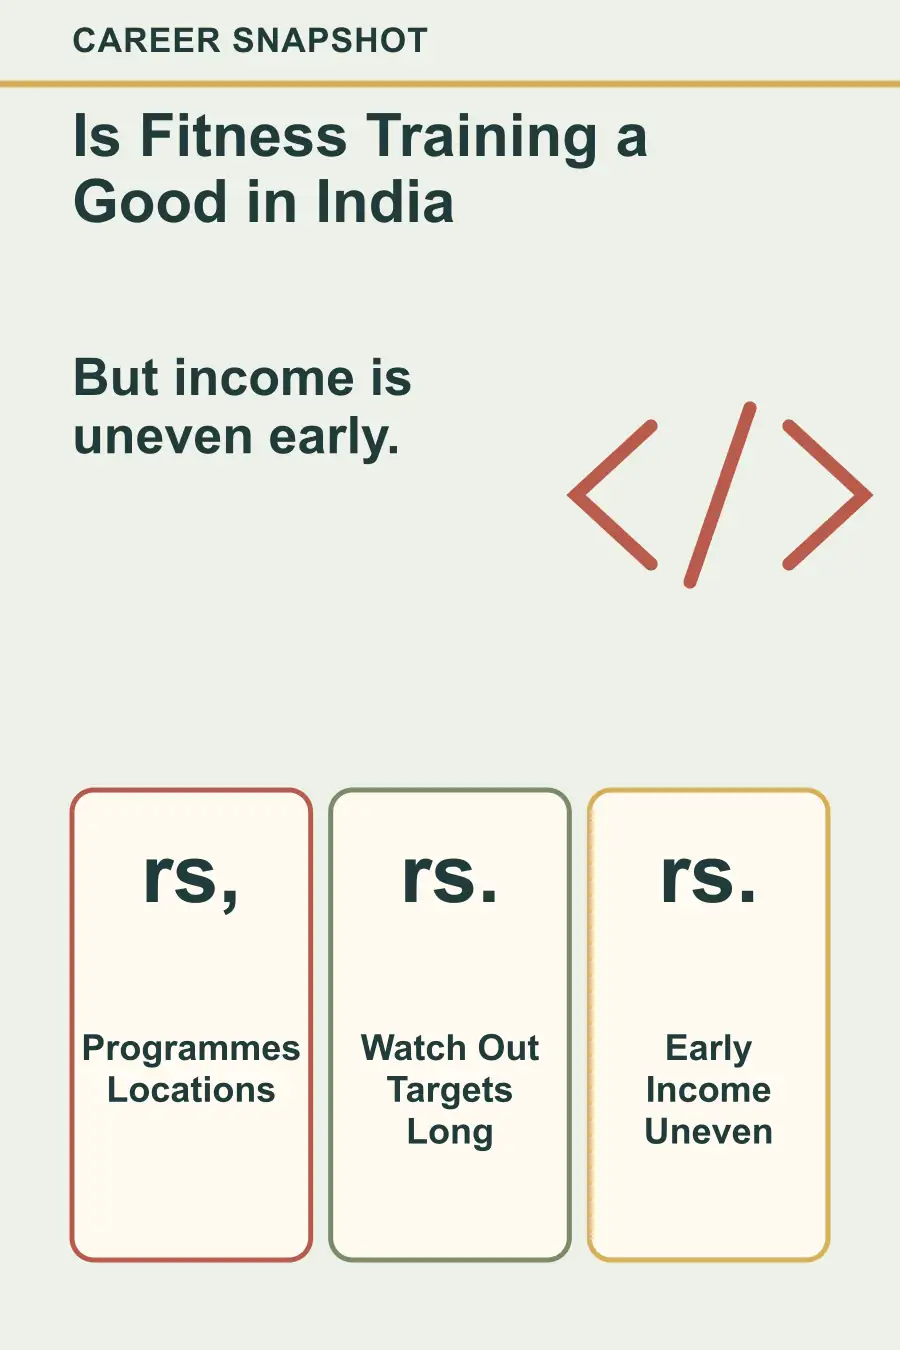 CAREER SNAPSHOT
Is Fitness Training a
Good in India
But income is
uneven early.
rs,
Programmes
Locations
rs.
Watch Out
Targets
Long
rs.
Early
Income
Uneven